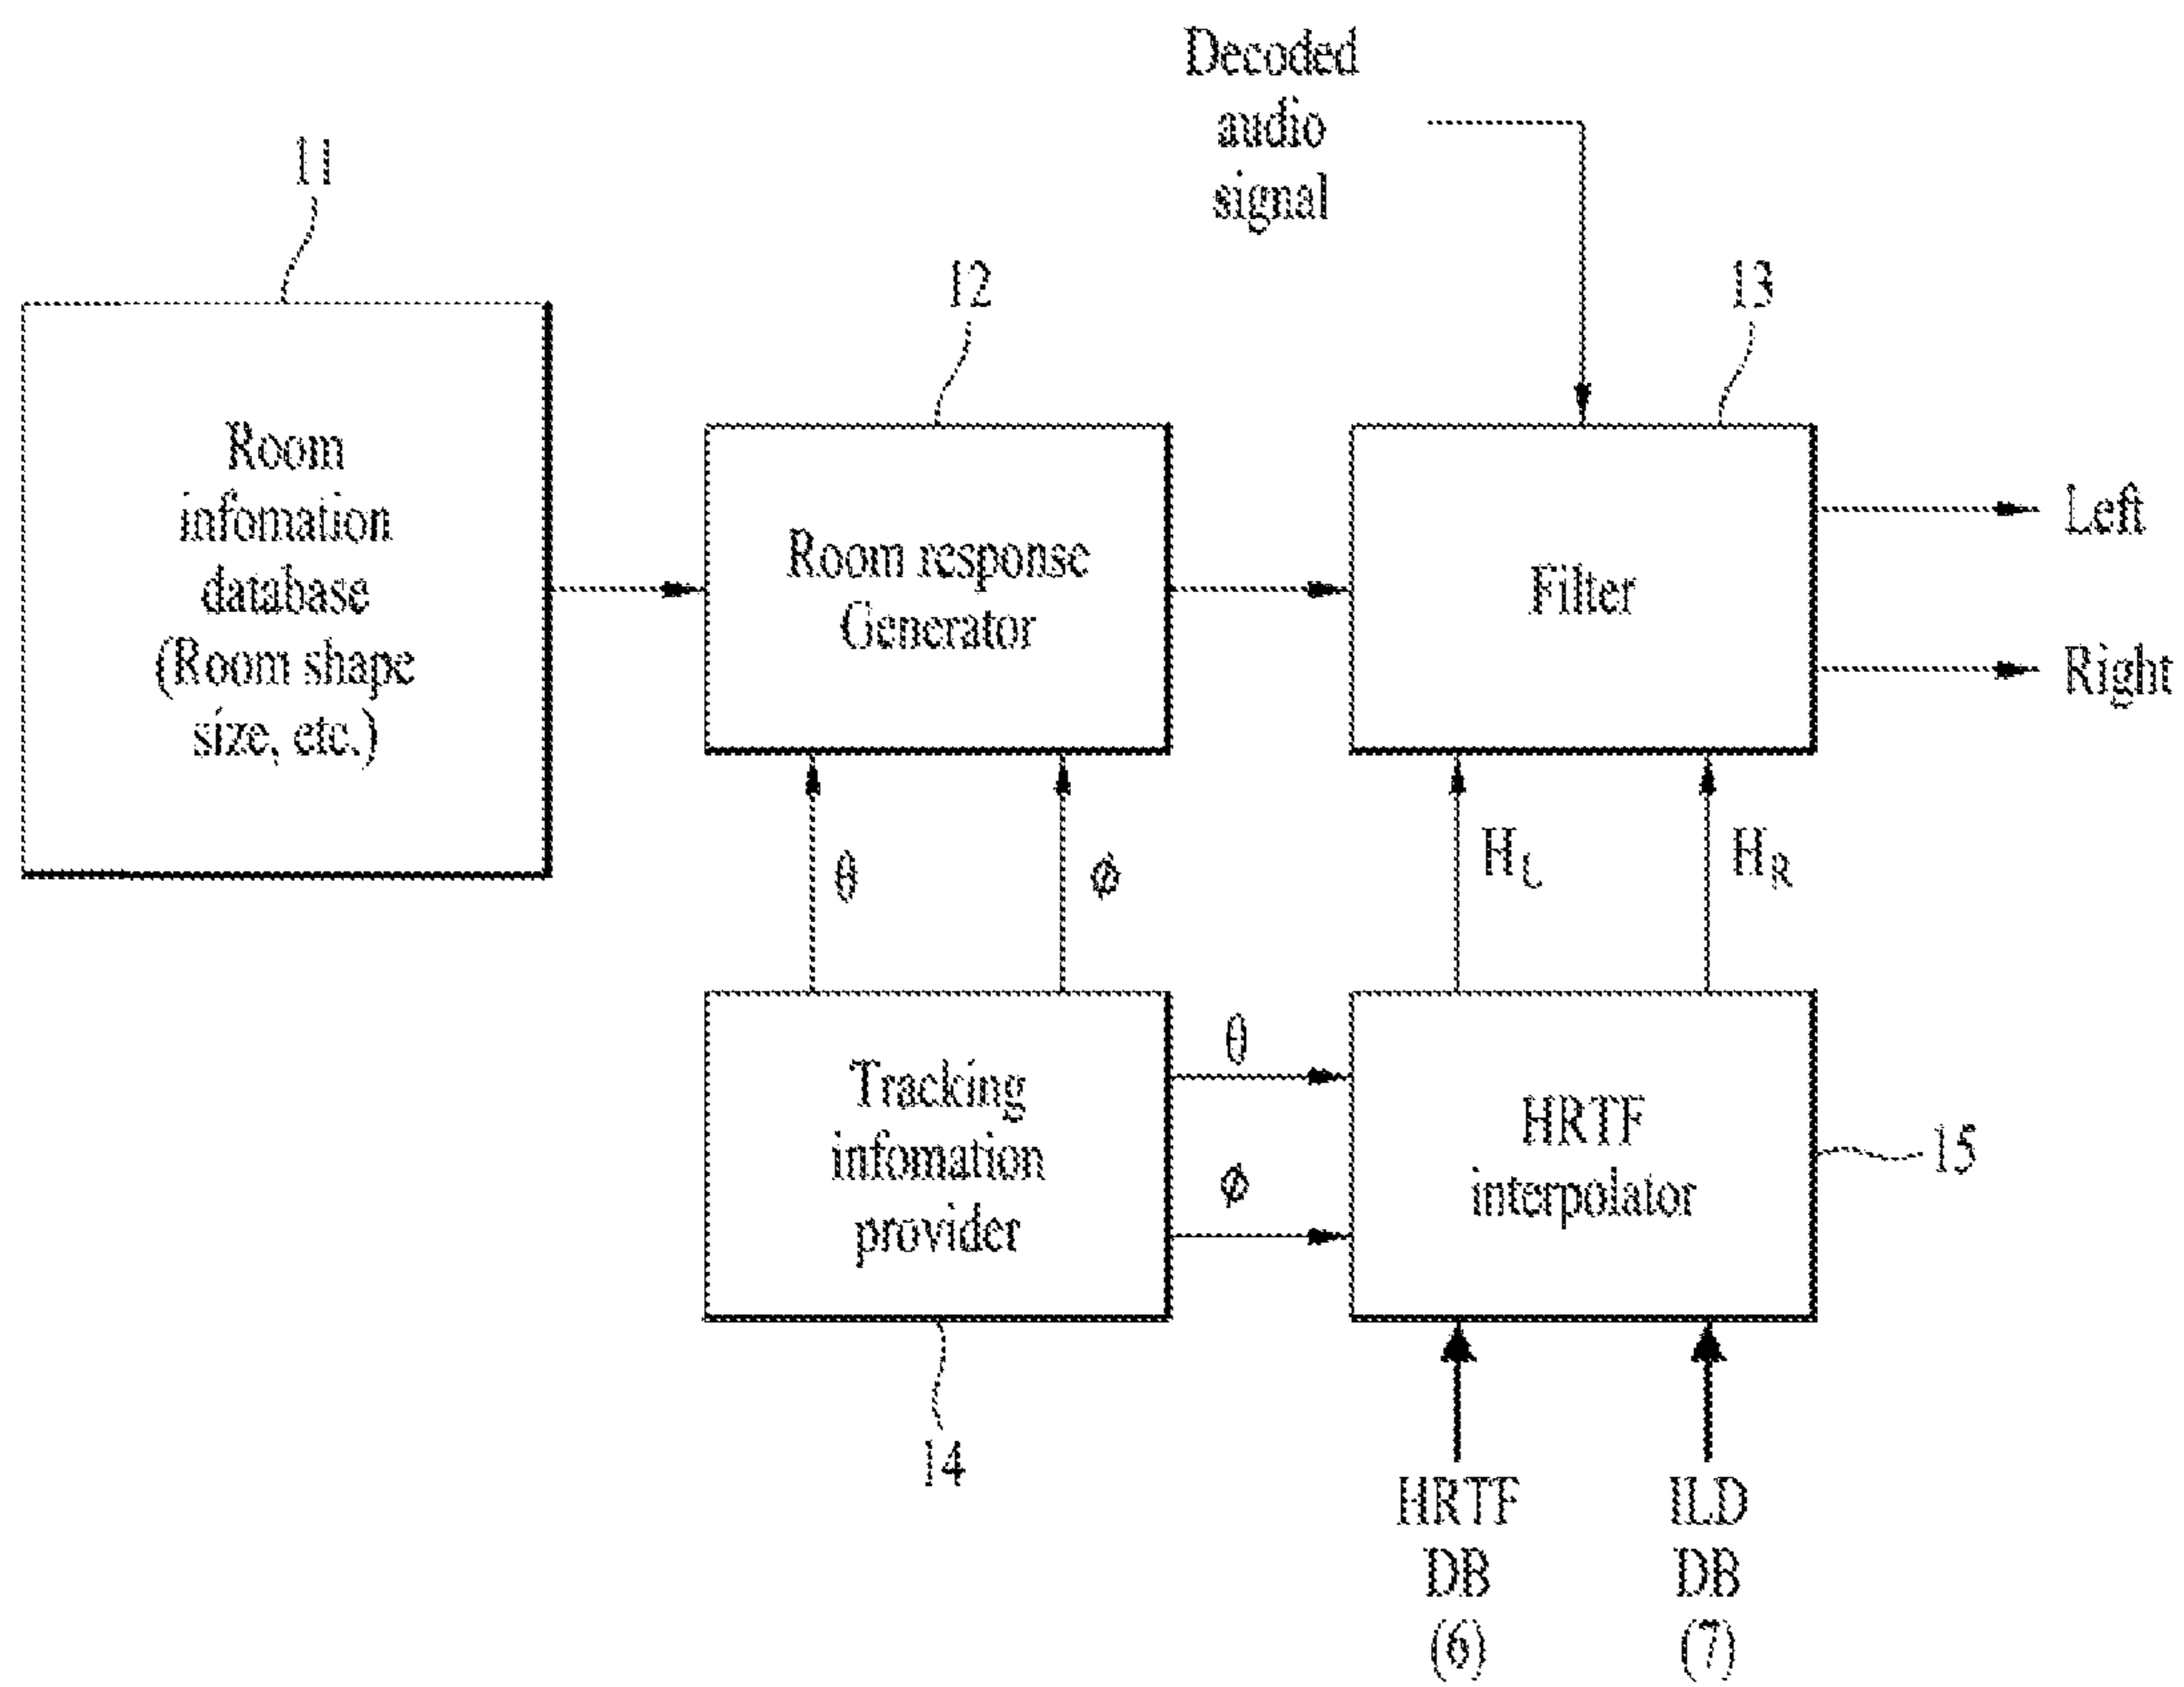 Decoded
audio
signal
11
12
13
Room
infomation
database
(Room shape
size, etc.)
Room response
Generator
Filter
Left
Right
θ
ϕ
H_L
H_R
Tracking
infomation
provider
θ
ϕ
HRTF
interpolator
15
14
HRTF
DB
(6)
ILD
DB
(7)